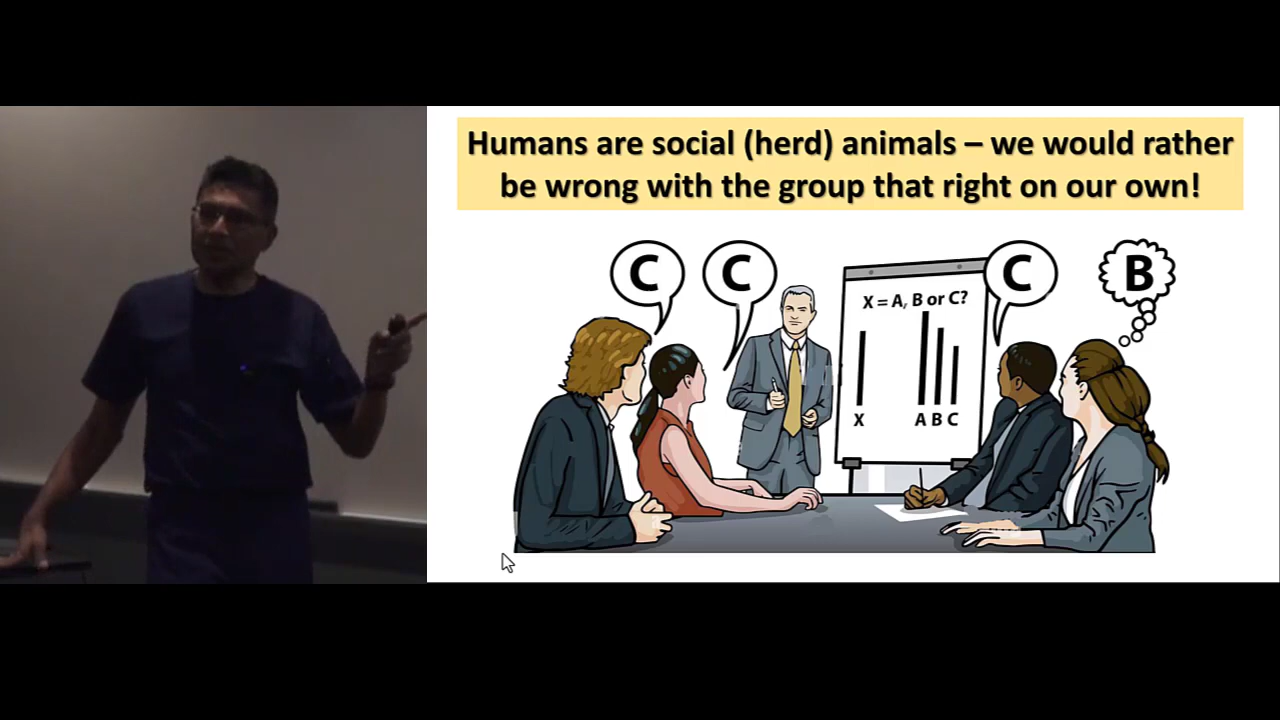 Humans are social (herd) animals – we would rather
be wrong with the group that right on our own!
C
C
C
B
X = A, B or C?
X
A B C